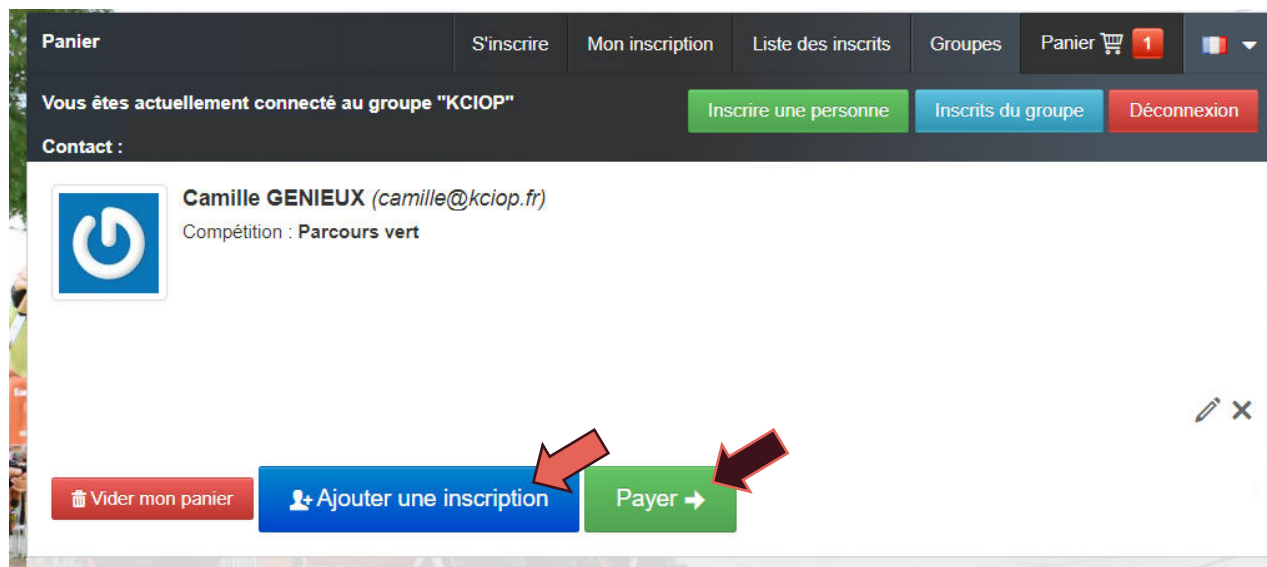 Panier S'inscrire Mon inscription Liste des inscrits Groupes Panier 1
Vous êtes actuellement connecté au groupe "KCIOP" Inscrire une personne Inscrits du groupe Déconnexion
Contact :
Camille GENIEUX (camille@kciop.fr)
Compétition : Parcours vert
Vider mon panier Ajouter une inscription Payer